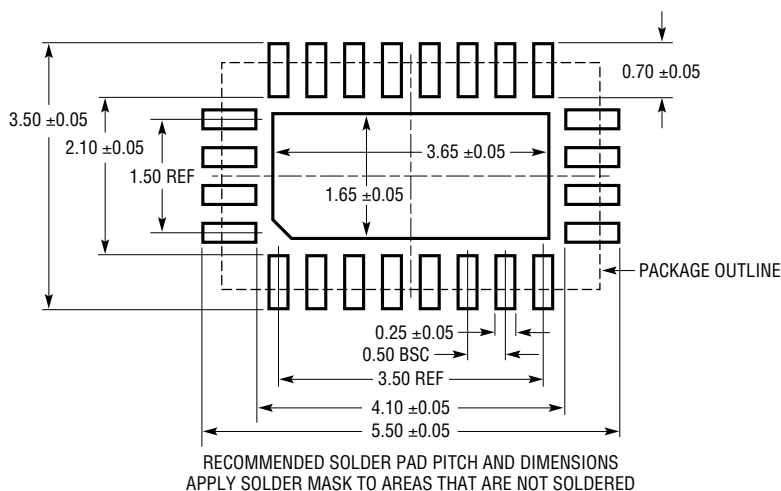 0.70 ±0.05
3.50 ±0.05
2.10 ±0.05
3.65 ±0.05
1.50 REF
1.65 ±0.05
PACKAGE OUTLINE
0.25 ±0.05
0.50 BSC
3.50 REF
4.10 ±0.05
5.50 ±0.05
RECOMMENDED SOLDER PAD PITCH AND DIMENSIONS
APPLY SOLDER MASK TO AREAS THAT ARE NOT SOLDERED